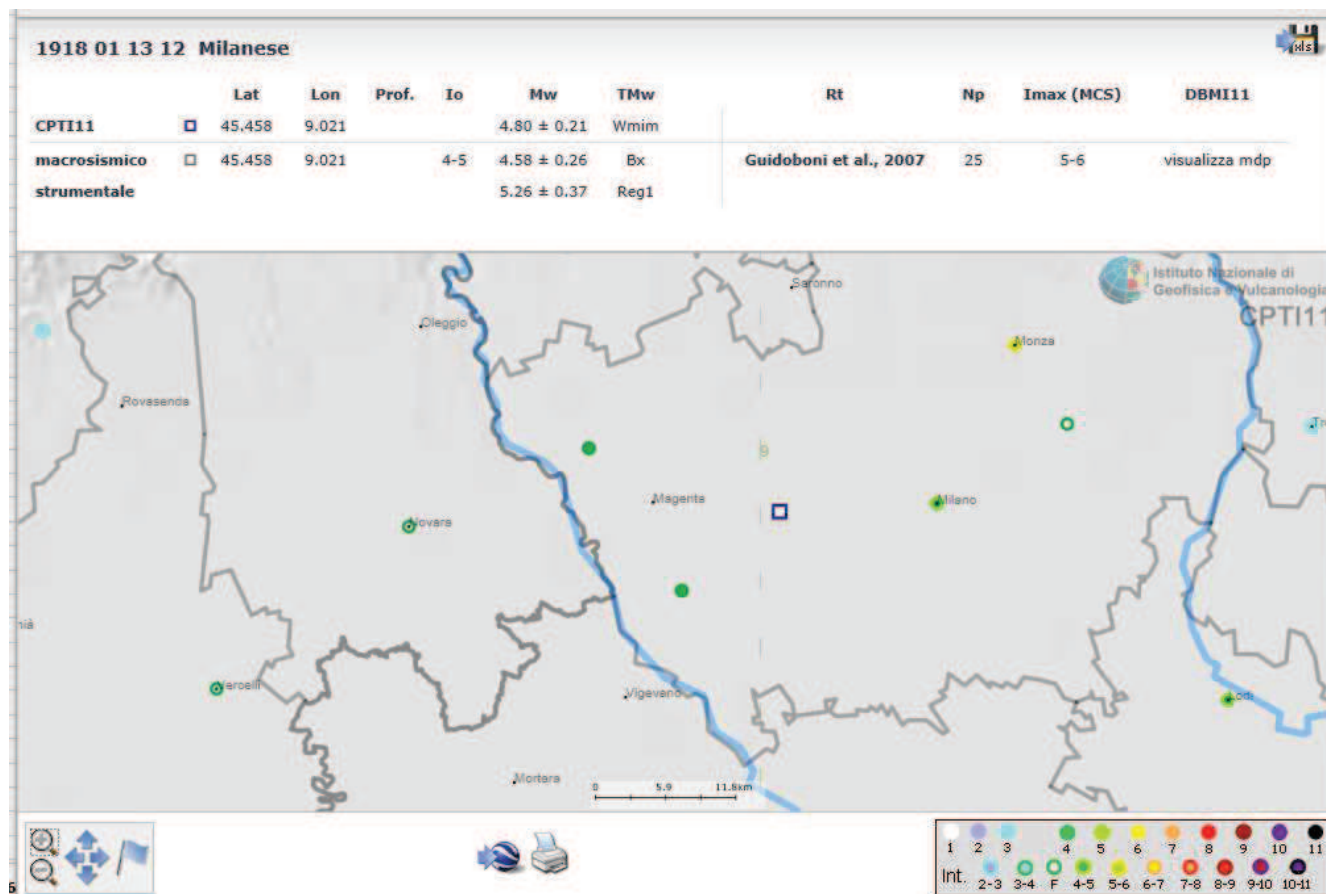 1918 01 13 12 Milanese
xls
Lat Lon Prof. Io Mw TMw Rt Np Imax (MCS) DBMI11
CPTI11 45.458 9.021 4.80 ± 0.21 Wmim
macrosismico 45.458 9.021 4-5 4.58 ± 0.26 Bx Guidoboni et al., 2007 25 5-6 visualizza mdp
strumentale 5.26 ± 0.37 Reg1
Istituto Nazionale di
Geofisica e Vulcanologia
CPTI11
Saronno
Oleggio
Monza
Rovasenda
Tre
9
Magenta
Milano
Novara
nià
Vercelli
Vigevano
Lodi
Mortara
0 5.9 11.8km
1 2 3 4 5 6 7 8 9 10 11
Int. 2-3 3-4 F 4-5 5-6 6-7 7-8 8-9 9-10 10-11